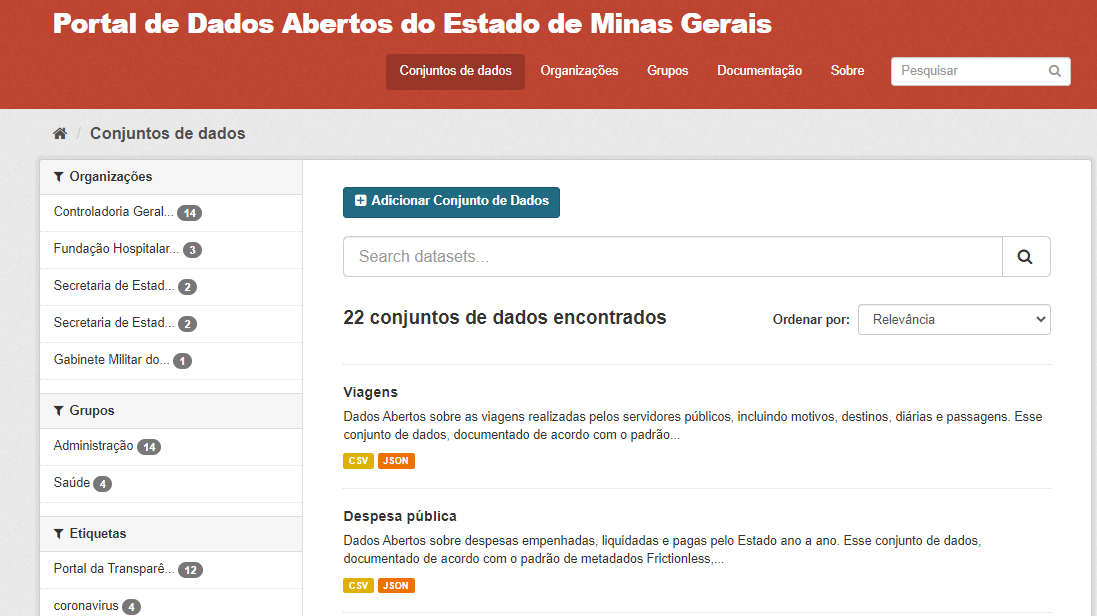 Portal de Dados Abertos do Estado de Minas Gerais
Conjuntos de dados Organizações Grupos Documentação Sobre Pesquisar
/ Conjuntos de dados
Organizações
Controladoria Geral... 14
Fundação Hospitalar... 3
Secretaria de Estad... 2
Secretaria de Estad... 2
Gabinete Militar do... 1
Grupos
Administração 14
Saúde 4
Etiquetas
Portal da Transparê... 12
coronavirus 4
Adicionar Conjunto de Dados
Search datasets...
22 conjuntos de dados encontrados
Ordenar por: Relevância
Viagens
Dados Abertos sobre as viagens realizadas pelos servidores públicos, incluindo motivos, destinos, diárias e passagens. Esse
conjunto de dados, documentado de acordo com o padrão...
CSV JSON
Despesa pública
Dados Abertos sobre despesas empenhadas, liquidadas e pagas pelo Estado ano a ano. Esse conjunto de dados,
documentado de acordo com o padrão de metadados Frictionless,...
CSV JSON